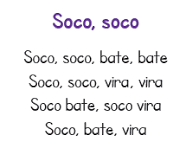 Soco, soco
Soco, soco, bate, bate
Soco, soco, vira, vira
Soco bate, soco vira
Soco, bate, vira